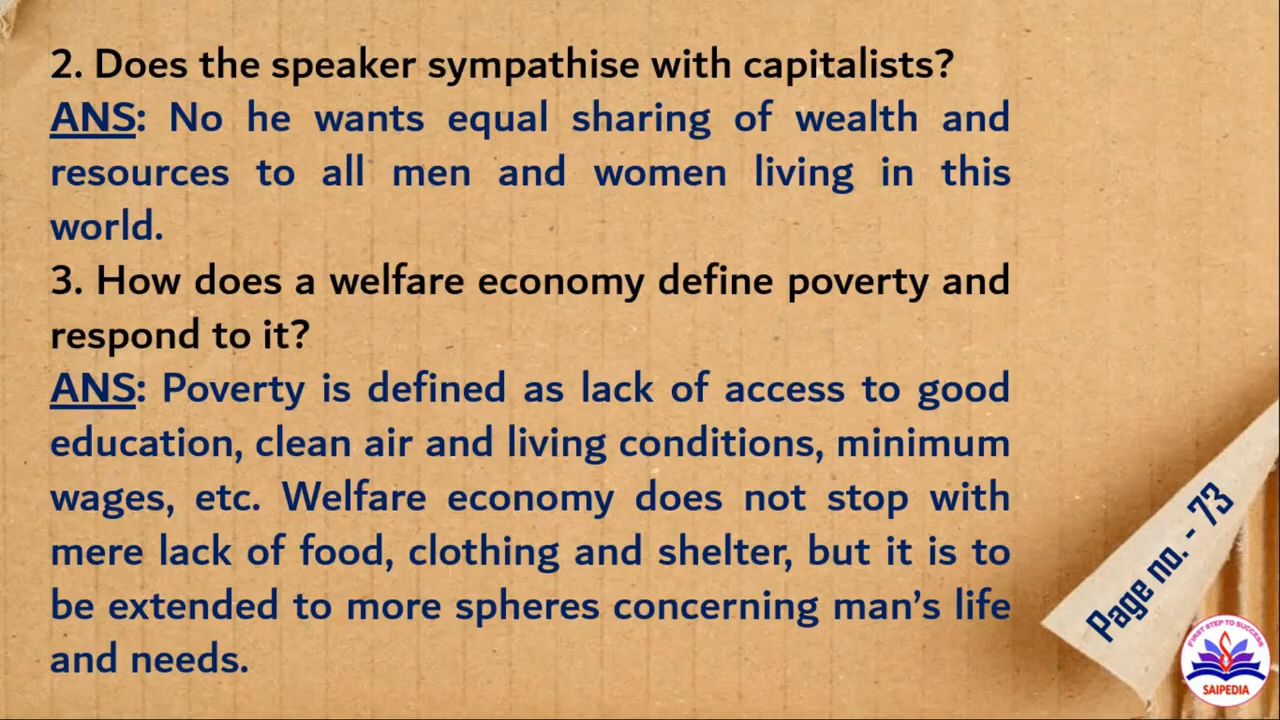 2. Does the speaker sympathise with capitalists?
ANS: No he wants equal sharing of wealth and
resources to all men and women living in this
world.
3. How does a welfare economy define poverty and
respond to it?
ANS: Poverty is defined as lack of access to good
education, clean air and living conditions, minimum
wages, etc. Welfare economy does not stop with
mere lack of food, clothing and shelter, but it is to
be extended to more spheres concerning man’s life
and needs.
Page no. - 73
FIRST STEP TO SUCCESS
SAIPEDIA